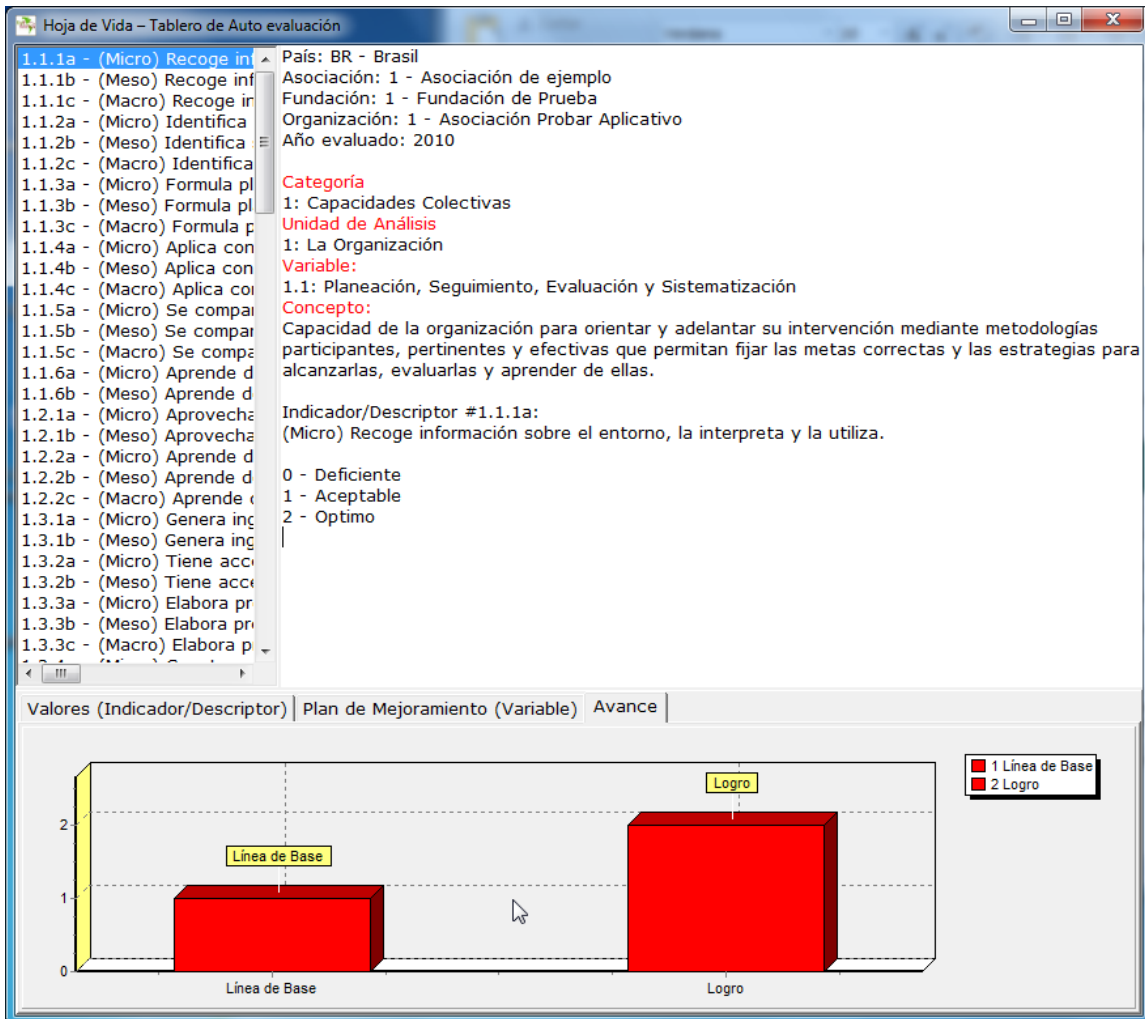 Hoja de Vida – Tablero de Auto evaluación
1.1.1a - (Micro) Recoge inf
1.1.1b - (Meso) Recoge inf
1.1.1c - (Macro) Recoge in
1.1.2a - (Micro) Identifica
1.1.2b - (Meso) Identifica
1.1.2c - (Macro) Identifica
1.1.3a - (Micro) Formula pl
1.1.3b - (Meso) Formula pl
1.1.3c - (Macro) Formula p
1.1.4a - (Micro) Aplica con
1.1.4b - (Meso) Aplica con
1.1.4c - (Macro) Aplica co
1.1.5a - (Micro) Se compar
1.1.5b - (Meso) Se compar
1.1.5c - (Macro) Se compa
1.1.6a - (Micro) Aprende d
1.1.6b - (Meso) Aprende d
1.2.1a - (Micro) Aprovecha
1.2.1b - (Meso) Aprovecha
1.2.2a - (Micro) Aprende d
1.2.2b - (Meso) Aprende d
1.2.2c - (Macro) Aprende
1.3.1a - (Micro) Genera ing
1.3.1b - (Meso) Genera ing
1.3.2a - (Micro) Tiene acc
1.3.2b - (Meso) Tiene acce
1.3.3a - (Micro) Elabora pr
1.3.3b - (Meso) Elabora pr
1.3.3c - (Macro) Elabora p
País: BR - Brasil
Asociación: 1 - Asociación de ejemplo
Fundación: 1 - Fundación de Prueba
Organización: 1 - Asociación Probar Aplicativo
Año evaluado: 2010
Categoría
1: Capacidades Colectivas
Unidad de Análisis
1: La Organización
Variable:
1.1: Planeación, Seguimiento, Evaluación y Sistematización
Concepto:
Capacidad de la organización para orientar y adelantar su intervención mediante metodologías
participantes, pertinentes y efectivas que permitan fijar las metas correctas y las estrategias para
alcanzarlas, evaluarlas y aprender de ellas.
Indicador/Descriptor #1.1.1a:
(Micro) Recoge información sobre el entorno, la interpreta y la utiliza.
0 - Deficiente
1 - Aceptable
2 - Optimo
Valores (Indicador/Descriptor) Plan de Mejoramiento (Variable) Avance
1 Línea de Base
2 Logro
Logro
2
Línea de Base
1
0
Línea de Base Logro